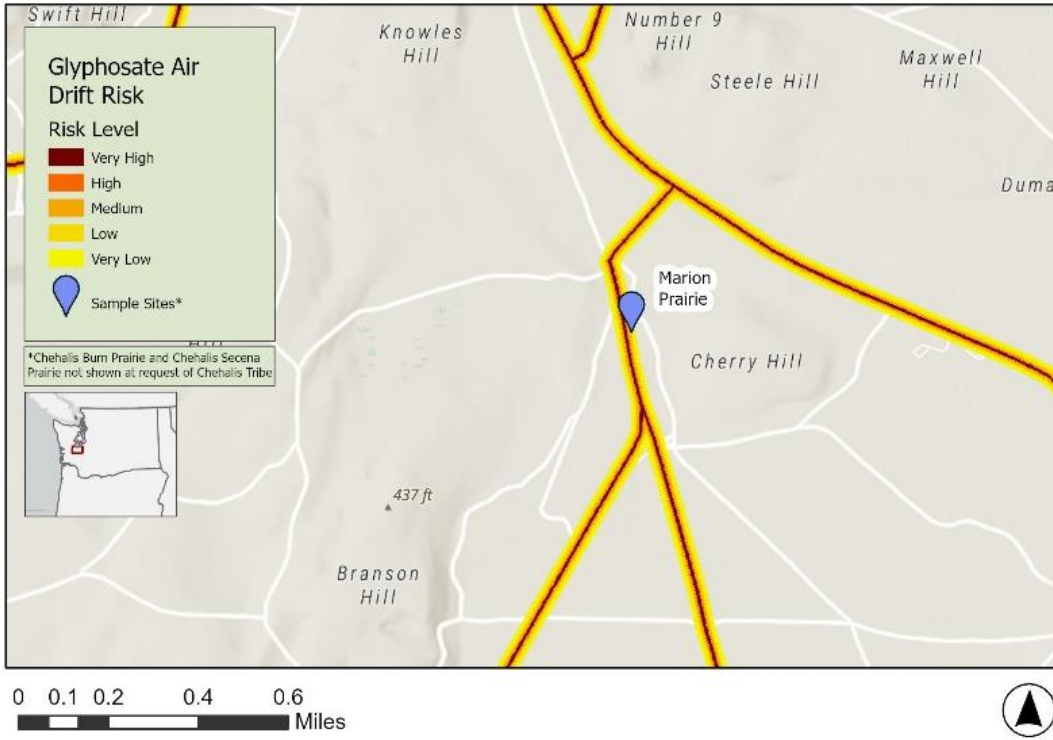 Swift Hill
Knowles
Hill
Number 9
Hill
Steele Hill
Maxwell
Hill
Duma
Glyphosate Air
Drift Risk
Risk Level
Very High
High
Medium
Low
Very Low
Sample Sites*
*Chehalis Burn Prairie and Chehalis Secena
Prairie not shown at request of Chehalis Tribe
Marion
Prairie
Cherry Hill
437 ft
Branson
Hill
0 0.1 0.2 0.4 0.6
Miles